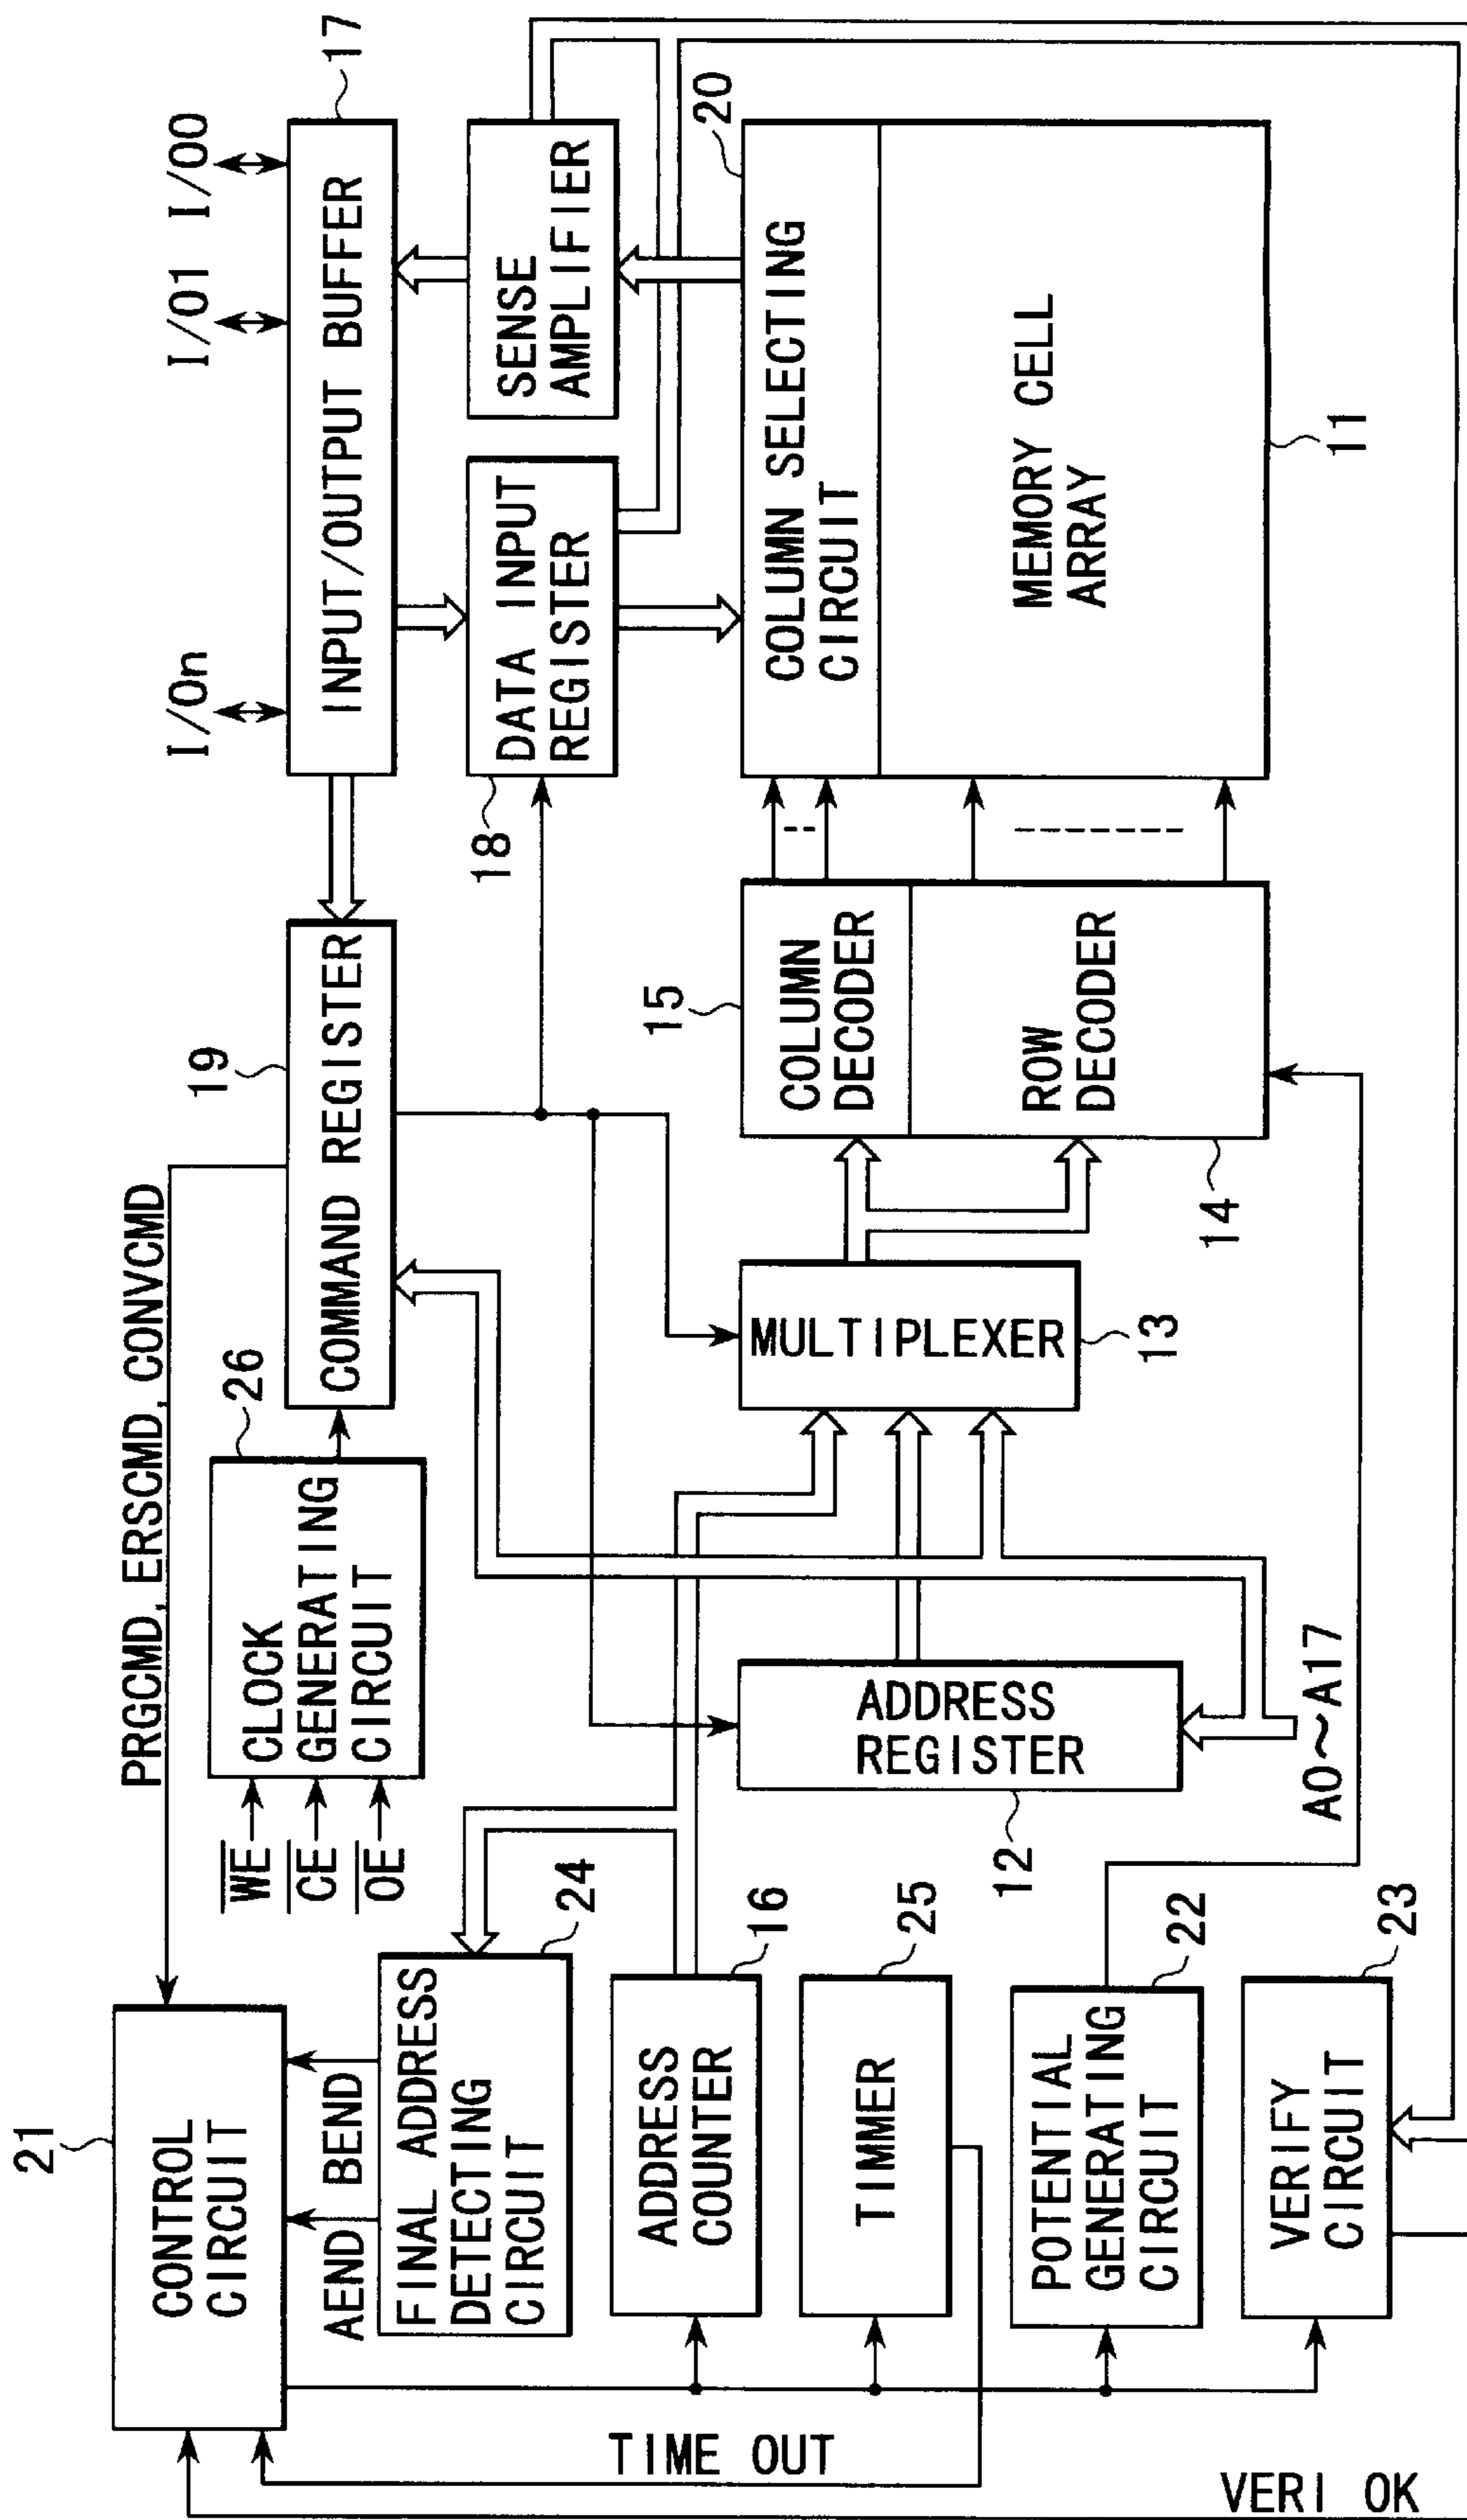 21
CONTROL
CIRCUIT
PRGCMD, ERSCMD, CONVCMD
AEND BEND
FINAL ADDRESS
DETECTING
CIRCUIT
24
WE
CE
OE
CLOCK
GENERATING
CIRCUIT
26
19
COMMAND REGISTER
I/On
I/O1
I/O0
INPUT/OUTPUT BUFFER
17
18
DATA INPUT
REGISTER
SENSE
AMPLIFIER
ADDRESS
COUNTER
16
TIMMER
25
TIME OUT
POTENTIAL
GENERATING
CIRCUIT
22
VERIFY
CIRCUIT
23
VERI OK
ADDRESS
REGISTER
12
A0~A17
MULTIPLEXER
13
15
COLUMN
DECODER
ROW
DECODER
14
20
COLUMN SELECTING
CIRCUIT
MEMORY CELL
ARRAY
11